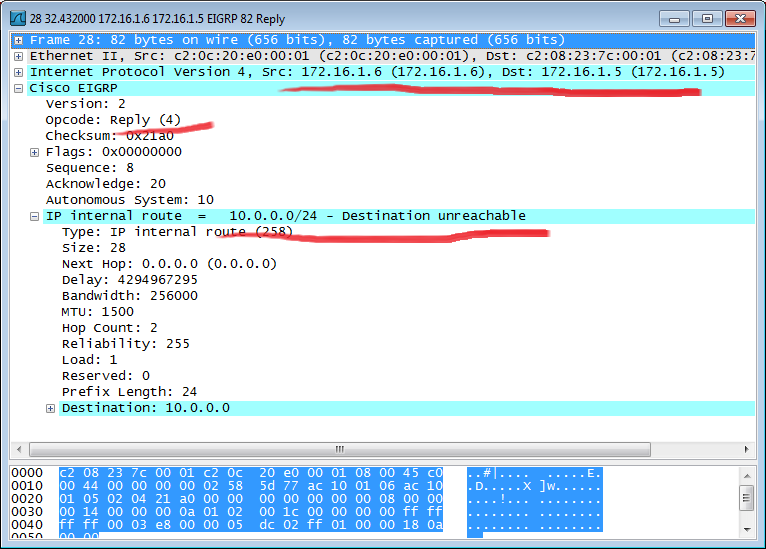 28 32.432000 172.16.1.6 172.16.1.5 EIGRP 82 Reply
Frame 28: 82 bytes on wire (656 bits), 82 bytes captured (656 bits)
Ethernet II, Src: c2:0c:20:e0:00:01 (c2:0c:20:e0:00:01), Dst: c2:08:23:7c:00:01 (c2:08:23:7
Internet Protocol Version 4, Src: 172.16.1.6 (172.16.1.6), Dst: 172.16.1.5 (172.16.1.5)
Cisco EIGRP
Version: 2
Opcode: Reply (4)
Checksum: 0x21a0
Flags: 0x00000000
Sequence: 8
Acknowledge: 20
Autonomous System: 10
IP internal route = 10.0.0.0/24 - Destination unreachable
Type: IP internal route (258)
Size: 28
Next Hop: 0.0.0.0 (0.0.0.0)
Delay: 4294967295
Bandwidth: 256000
MTU: 1500
Hop Count: 2
Reliability: 255
Load: 1
Reserved: 0
Prefix Length: 24
Destination: 10.0.0.0
0000 c2 08 23 7c 00 01 c2 0c 20 e0 00 01 08 00 45 c0 ..#|.... .....E.
0010 00 44 00 00 00 00 02 58 5d 77 ac 10 01 06 ac 10 .D.....X ]w......
0020 01 05 02 04 21 a0 00 00 00 00 00 00 00 08 00 00 ....!... ........
0030 00 14 00 00 00 0a 01 02 00 1c 00 00 00 00 ff ff ........ ........
0040 ff ff 00 03 e8 00 00 05 dc 02 ff 01 00 00 18 0a ........ ........
0050 00 00